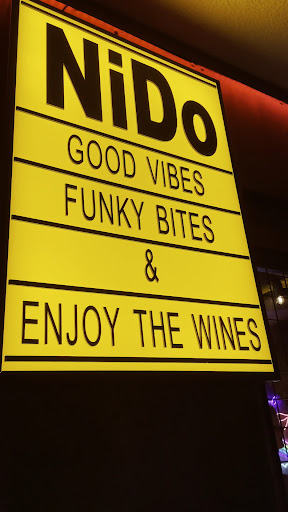 NiDo
GOOD VIBES
FUNKY BITES
&
ENJOY THE WINES